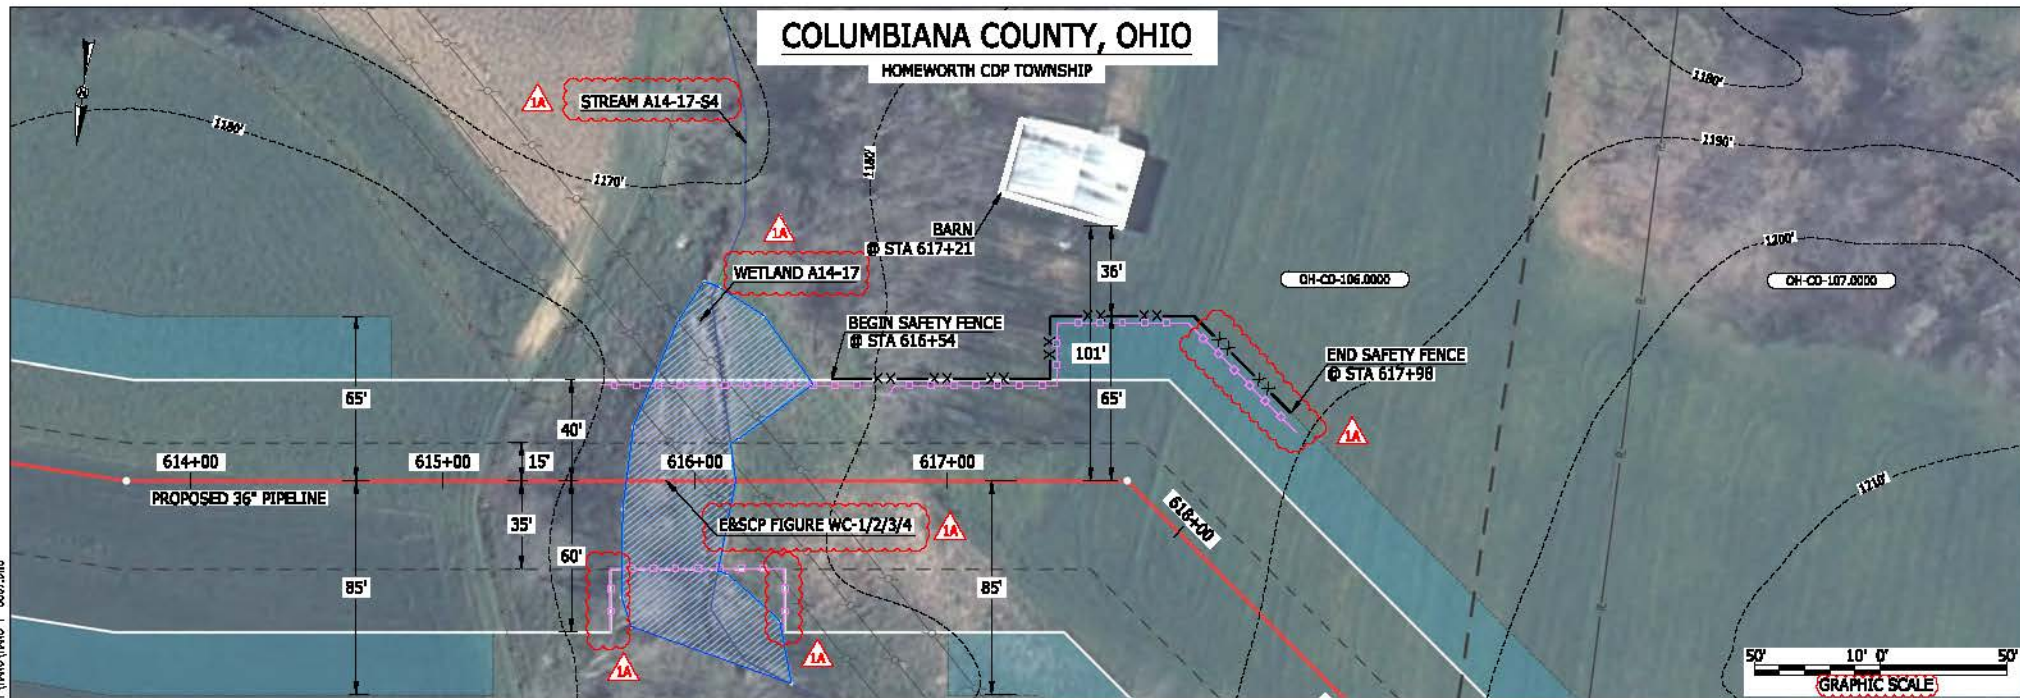 COLUMBIANA COUNTY, OHIO
HOMEWORTH CDP TOWNSHIP
1A
STREAM A14-17-S4
1180'
1180'
1190'
1180'
1170'
1A
BARN
@ STA 617+21
WETLAND A14-17
36'
OH-CO-106.0000
1200'
OH-CO-107.0000
BEGIN SAFETY FENCE
@ STA 616+54
101'
END SAFETY FENCE
@ STA 617+98
65'
40'
65'
1A
614+00
615+00
15'
616+00
617+00
PROPOSED 36" PIPELINE
1210'
35'
E&SCP FIGURE WC-1/2/3/4
1A
618+00
60'
85'
85'
1A
1A
50' 10' 0' 50'
GRAPHIC SCALE